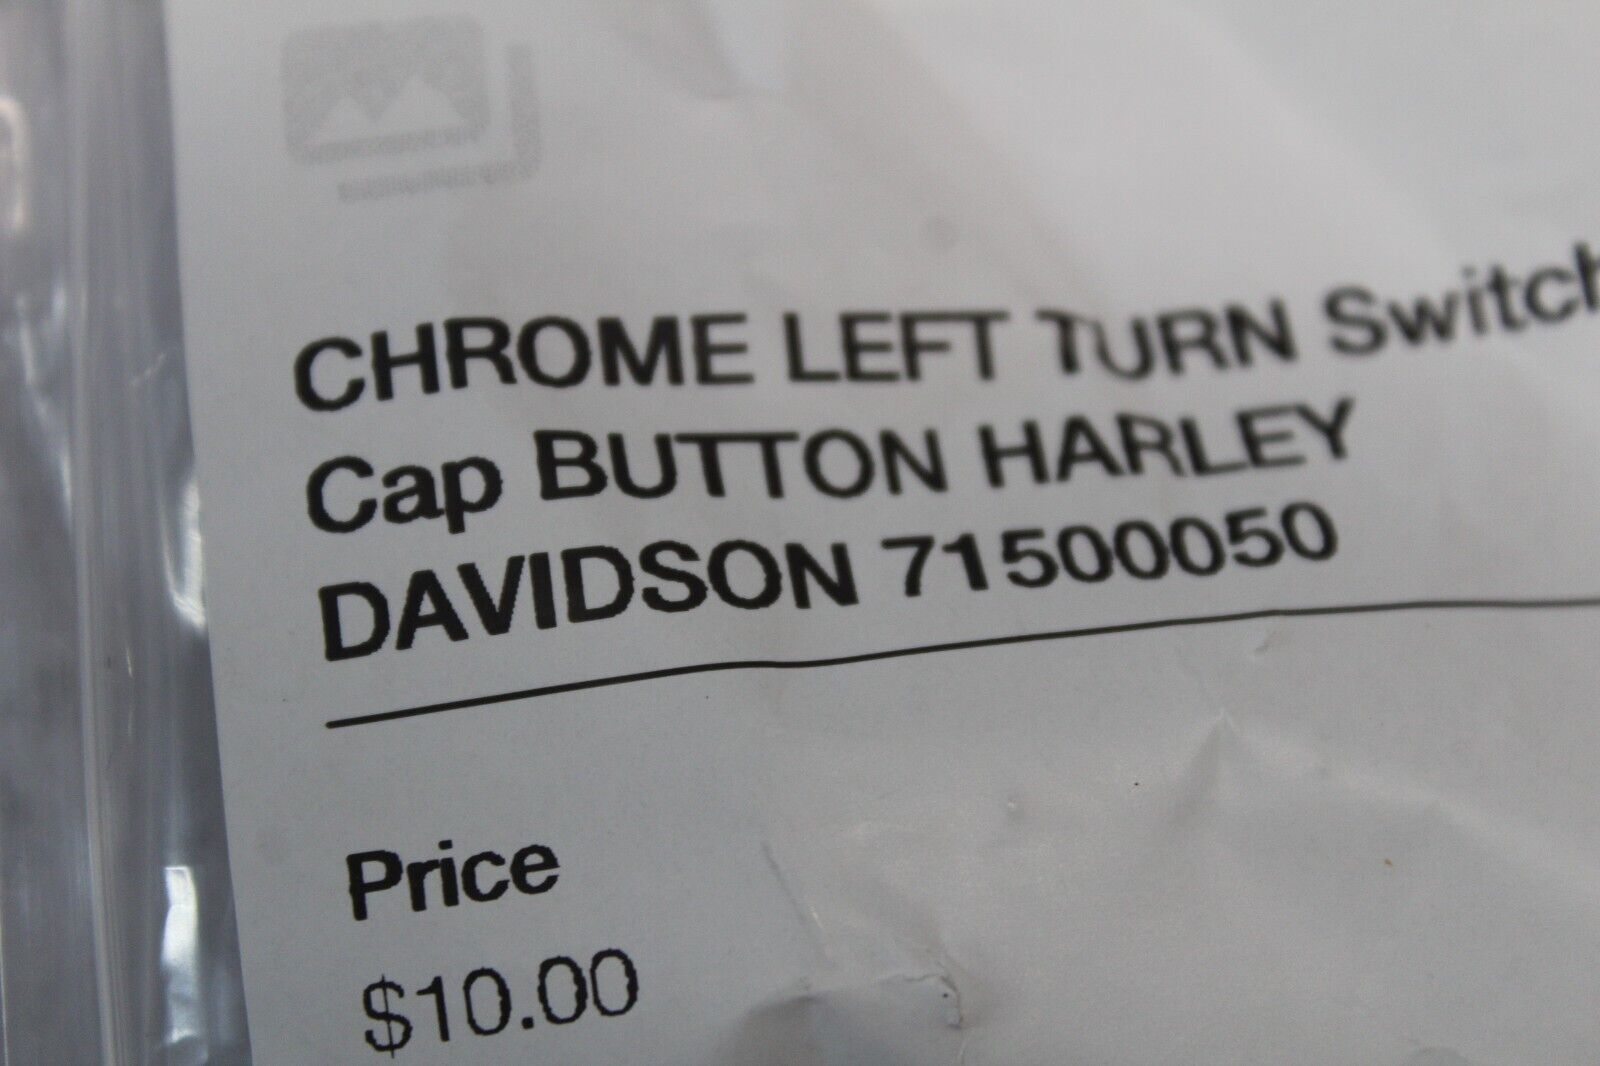 CHROME LEFT TURN Switch
Cap BUTTON HARLEY
DAVIDSON 71500050
Price
$10.00